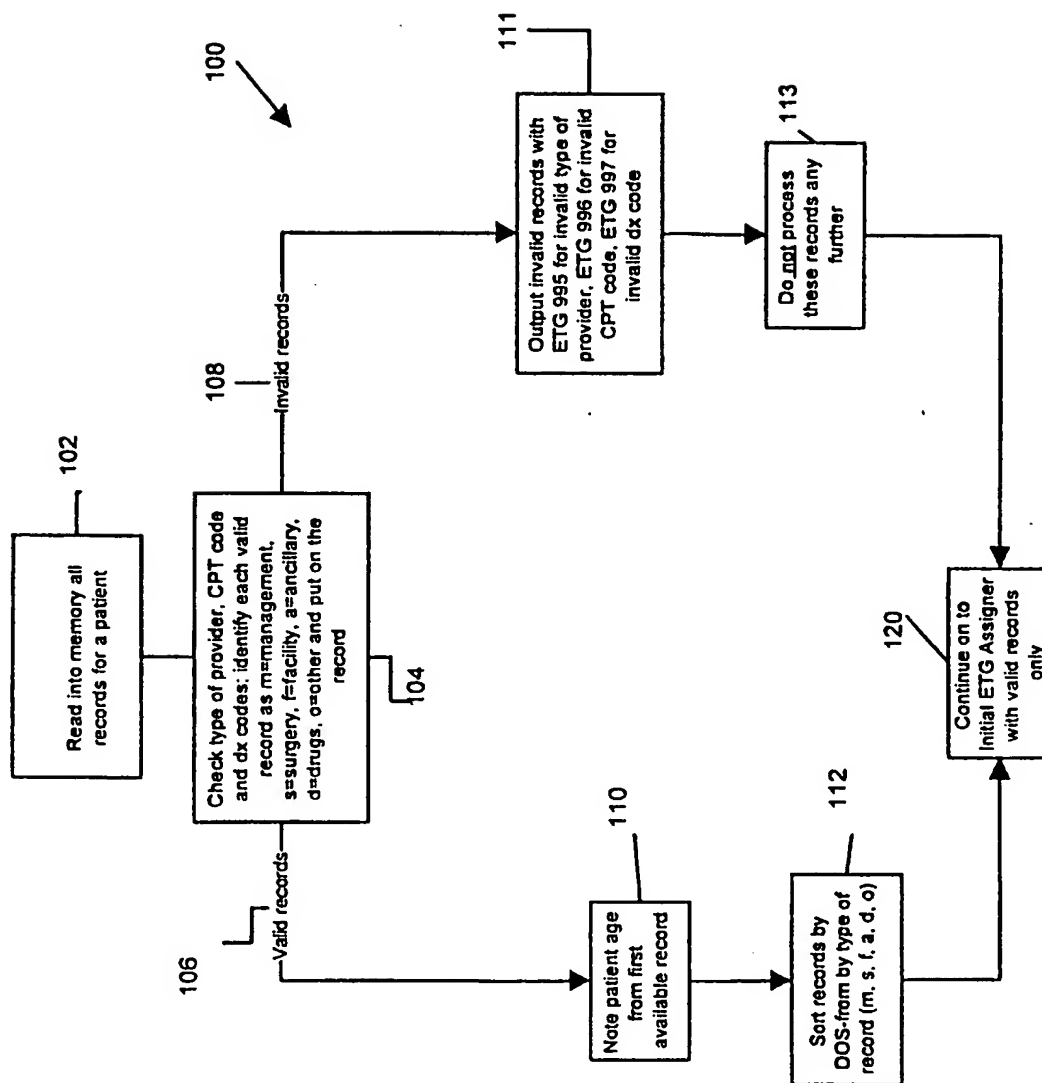 100
102
Read into memory all
records for a patient
Check type of provider, CPT code
and dx codes; identify each valid
record as m=management,
s=surgery, f=facility, a=ancillary,
d=drugs, o=other and put on the
record
104
106
Valid records
108
Invalid records
110
Note patient age
from first
available record
112
Sort records by
DOS-from by type of
record (m, s, f, a, d, o)
111
Output invalid records with
ETG 995 for invalid type of
provider, ETG 996 for invalid
CPT code, ETG 997 for
invalid dx code
113
Do not process
these records any
further
120
Continue on to
Initial ETG Assigner
with valid records
only